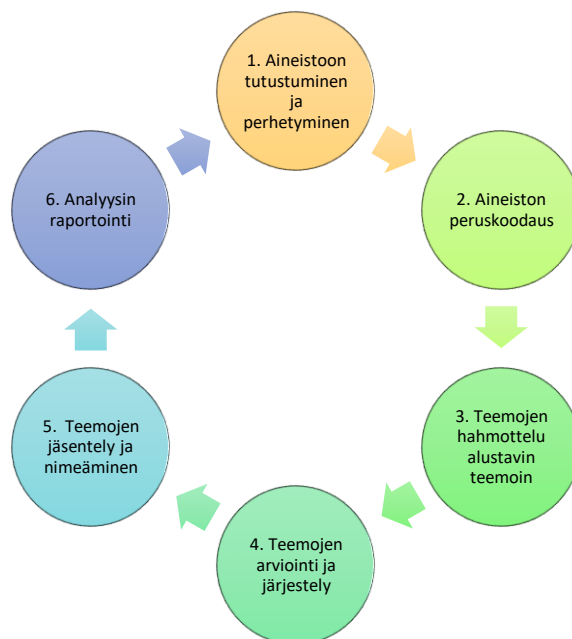 1. Aineistoon
tutustuminen
ja
perhetyminen
2. Aineiston
peruskoodaus
3. Teemojen
hahmottelu
alustavin
teemoin
4. Teemojen
arviointi ja
järjestely
5. Teemojen
jäsentely ja
nimeäminen
6. Analyysin
raportointi